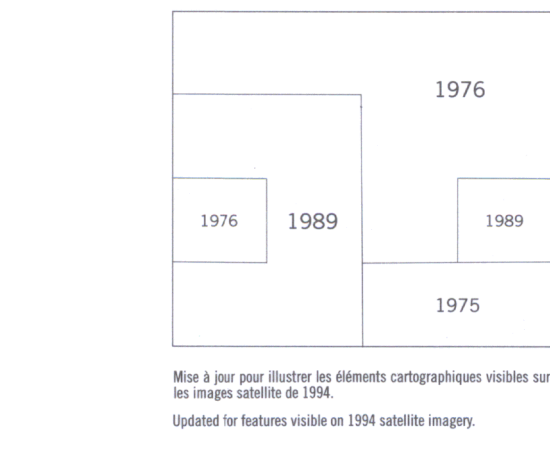 1976
1976
1989
1989
1975
Mise à jour pour illustrer les éléments cartographiques visibles sur
les images satellite de 1994.
Updated for features visible on 1994 satellite imagery.